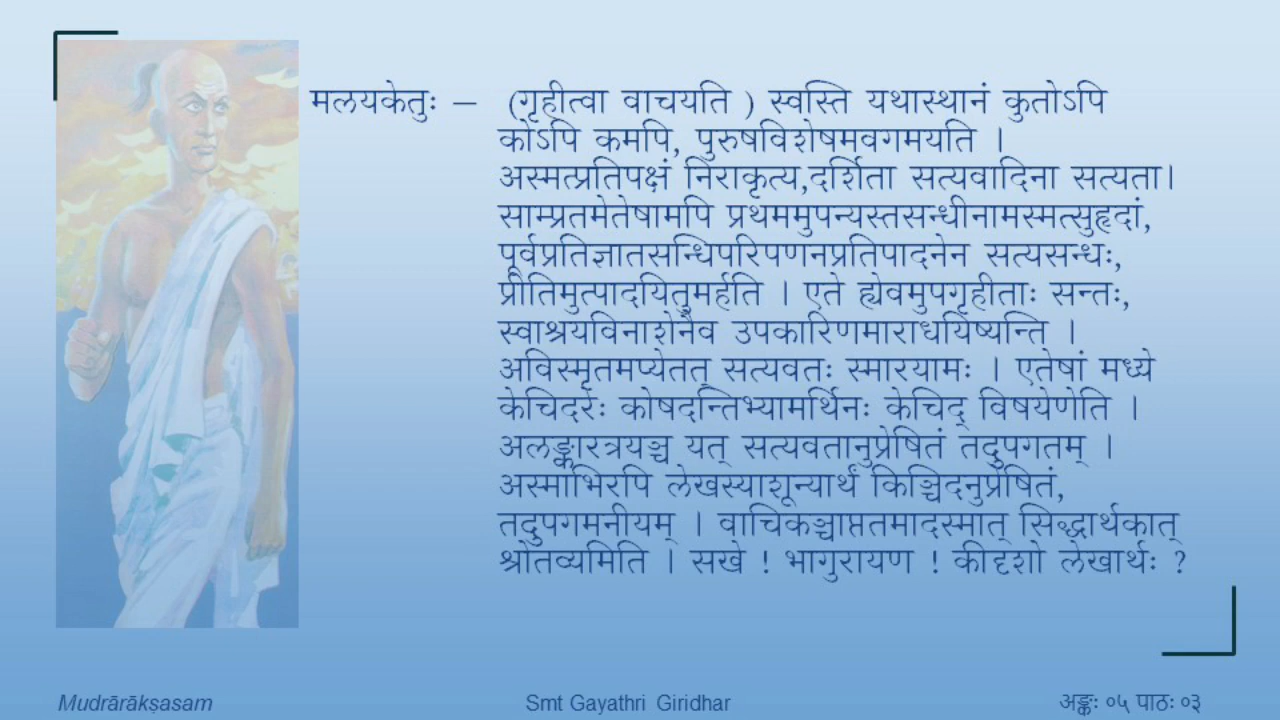 मलयकेतुः – (गृहीत्वा वाचयति ) स्वस्ति यथास्थानं कुतोऽपि
कोऽपि कमपि, पुरुषविशेषमवगमयति ।
अस्मत्प्रतिपक्षं निराकृत्य,दर्शिता सत्यवादिना सत्यता।
साम्प्रतमेतेषामपि प्रथममुपन्यस्तसन्धीनामस्मत्सुहृदां,
पूर्वप्रतिज्ञातसन्धिपरिपणनप्रतिपादनेन सत्यसन्धः,
प्रीतिमुत्पादयितुमर्हति । एते ह्येवमुपगृहीताः सन्तः,
स्वाश्रयविनाशेनैव उपकारिणमाराधयिष्यन्ति ।
अविस्मृतमप्येतत् सत्यवतः स्मारयामः । एतेषां मध्ये
केचिदरेः कोषदन्तिभ्यामर्थिनः केचिद् विषयेणेति ।
अलङ्कारत्रयञ्च यत् सत्यवतानुप्रेषितं तदुपगतम् ।
अस्माभिरपि लेखस्याशून्यार्थं किञ्चिदनुप्रेषितं,
तदुपगमनीयम् । वाचिकञ्चाप्ततमादस्मात् सिद्धार्थकात्
श्रोतव्यमिति । सखे ! भागुरायण ! कीदृशो लेखार्थः ?
Mudrārākṣasam Smt Gayathri Giridhar अङ्कः ०५ पाठः ०३